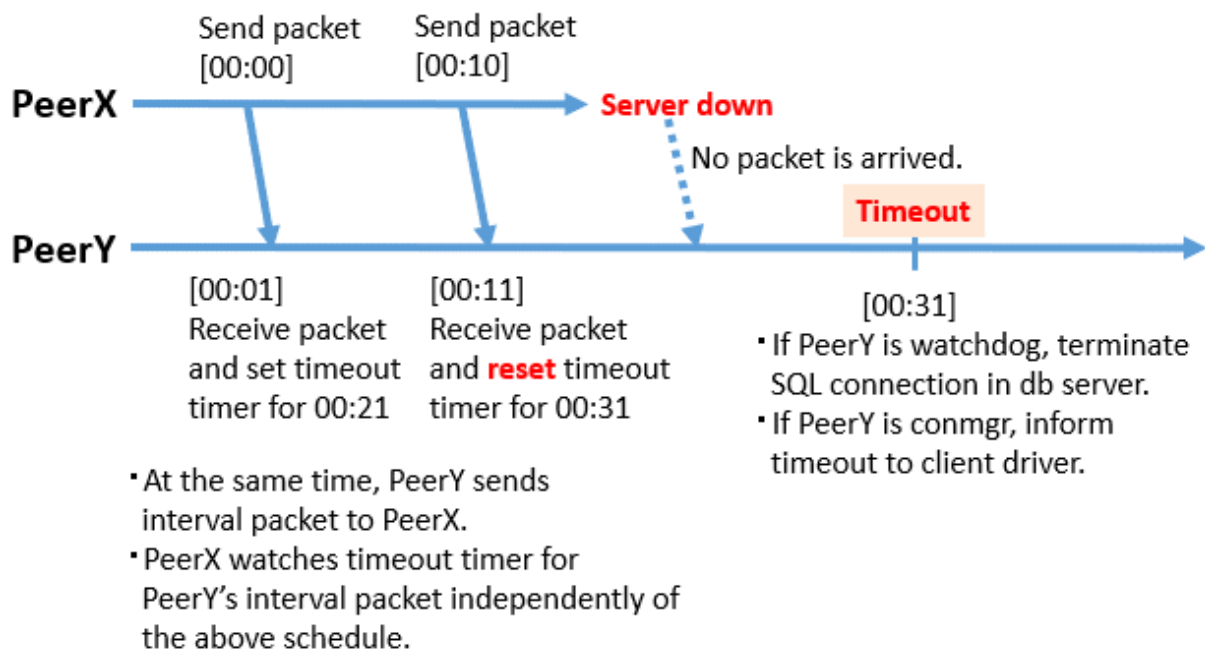 Send packet
[00:00]
Send packet
[00:10]
PeerX
Server down
No packet is arrived.
Timeout
PeerY
[00:01]
Receive packet
and set timeout
timer for 00:21
[00:11]
Receive packet
and reset timeout
timer for 00:31
[00:31]
・If PeerY is watchdog, terminate
SQL connection in db server.
・If PeerY is conmgr, inform
timeout to client driver.
・At the same time, PeerY sends
interval packet to PeerX.
・PeerX watches timeout timer for
PeerY’s interval packet independently of
the above schedule.